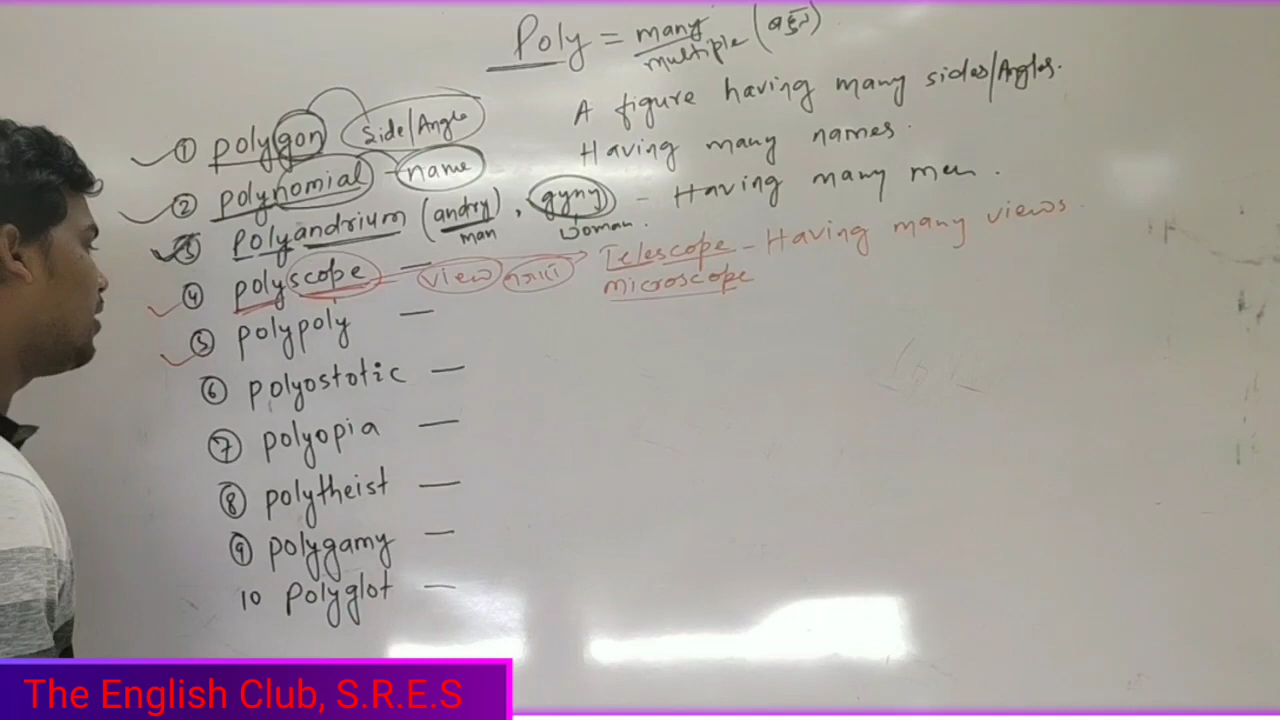 Poly = many/multiple
① polygon Side/Angle A figure having many sides/Angles.
② polynomial - name Having many names.
③ Polyandrium (andry) man, gyny woman. - Having many men.
④ polyscope — view Telescope - Having many views.
microscope
⑤ polypoly —
⑥ polyostotic —
⑦ polyopia —
⑧ polytheist —
⑨ polygamy —
10 polyglot —
The English Club, S.R.E.S